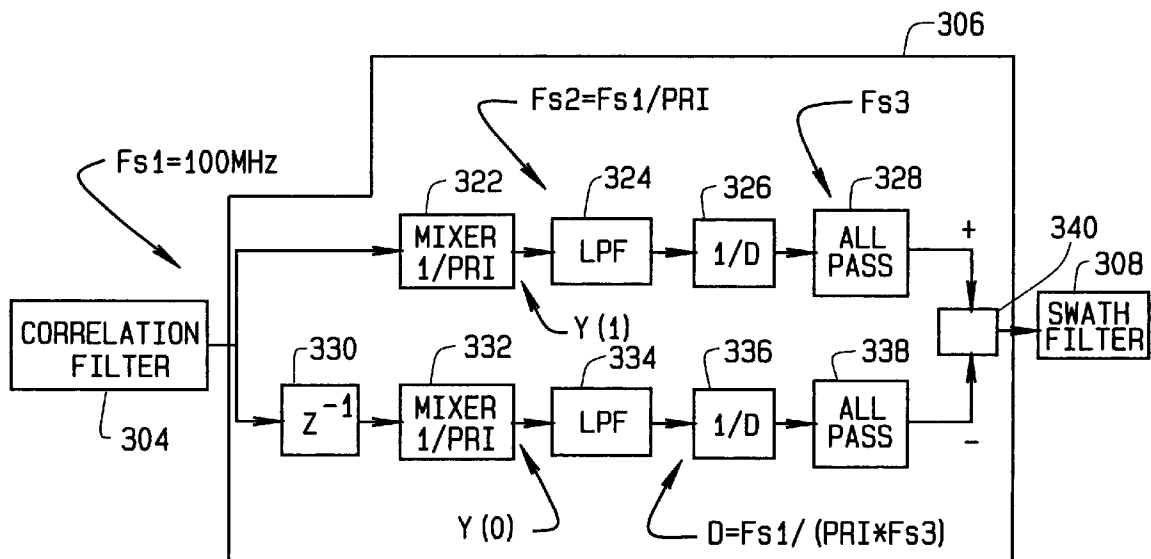 306
Fs2=Fs1/PRI
Fs3
Fs1=100MHz
322
324
326
328
MIXER
1/PRI
LPF
1/D
ALL
PASS
+
340
308
Y(1)
CORRELATION
FILTER
304
330
332
334
336
338
SWATH
FILTER
Z-1
MIXER
1/PRI
LPF
1/D
ALL
PASS
-
Y(0)
D=Fs1/(PRI*Fs3)